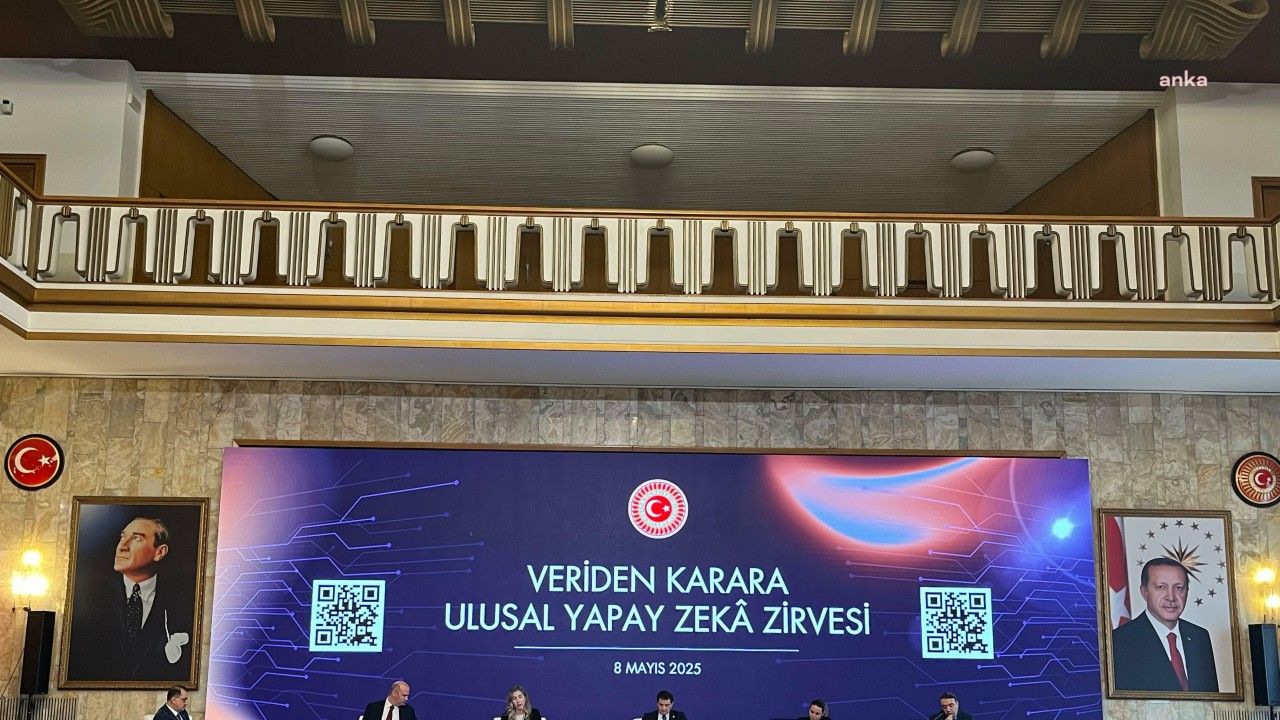 anka
VERİDEN KARARA
ULUSAL YAPAY ZEKÂ ZİRVESİ
8 MAYIS 2025